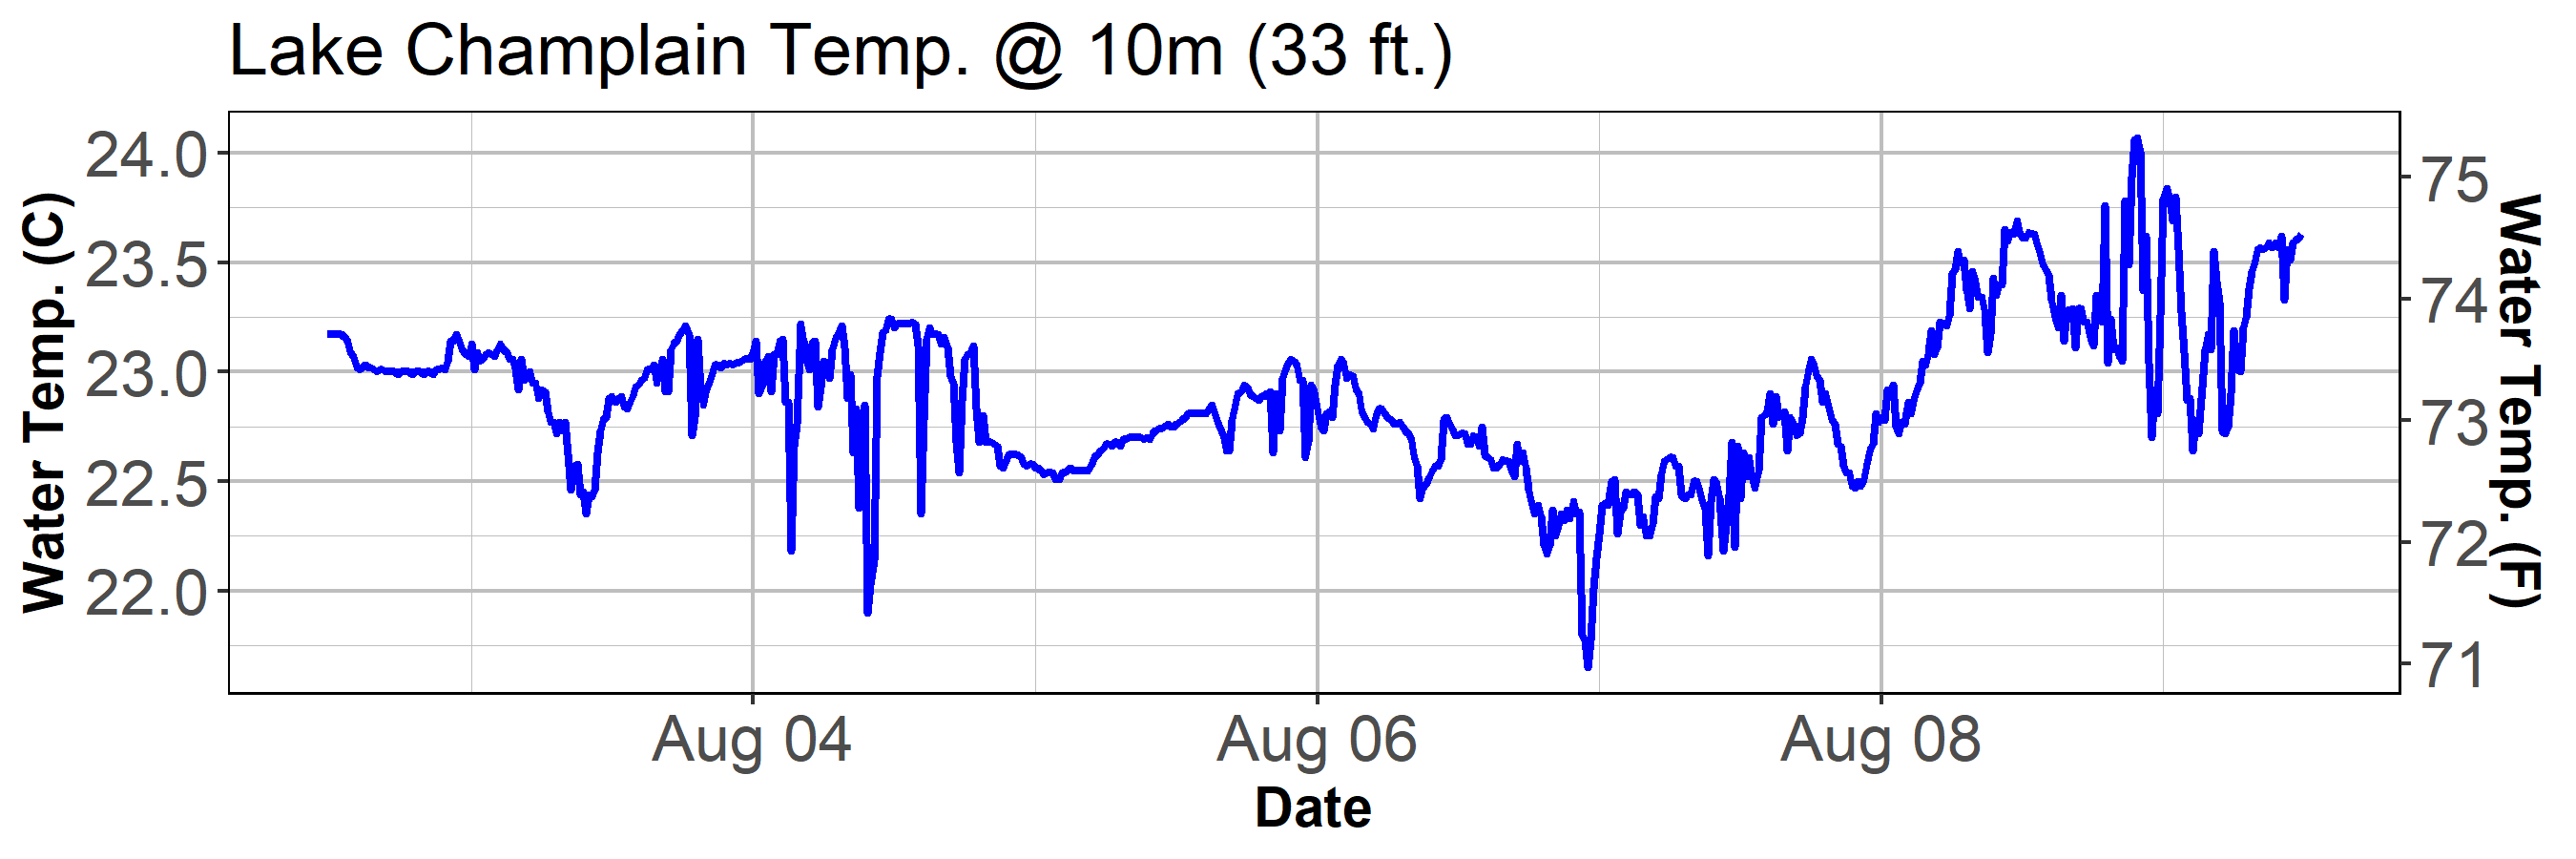 Lake Champlain Temp. @ 10m (33 ft.)
Water Temp. (C)
24.0
23.5
23.0
22.5
22.0
75
74
73
72
71
Water Temp. (F)
Aug 04 Aug 06 Aug 08
Date